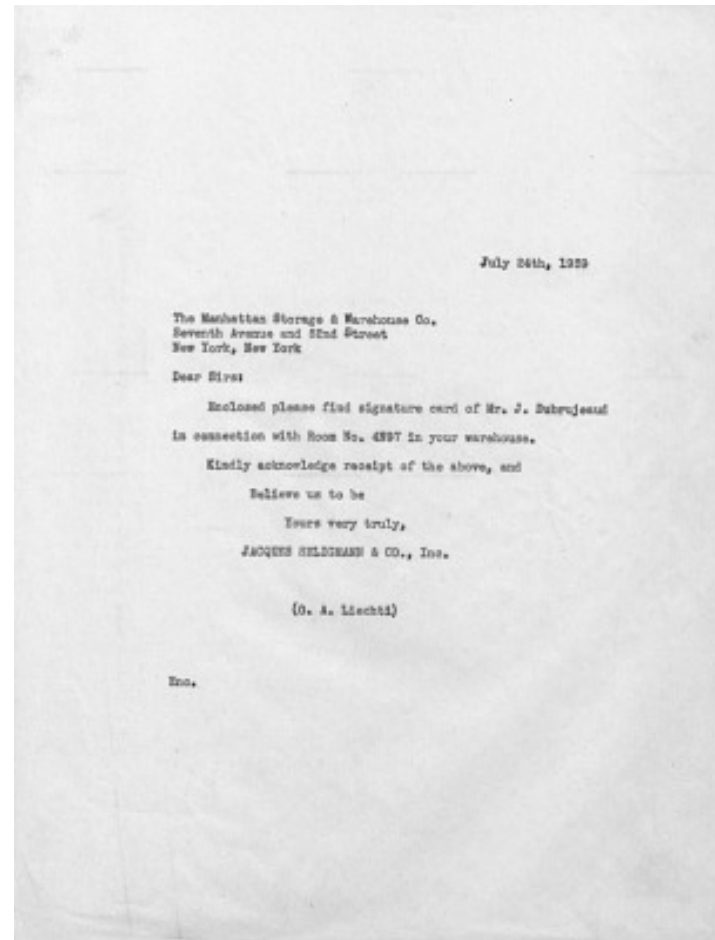 July 24th, 1939
The Manhattan Storage & Warehouse Co.
Seventh Avenue and 52nd Street
New York, New York
Dear Sirs:
Enclosed please find signature card of Mr. J. Dubrujeaud
in connection with Room No. in your warehouse.
Kindly acknowledge receipt of the above, and
Believe us to be
Yours very truly,
JACQUES SELIGMANN & CO., Inc.
(O. A. Liechti)
Enc.